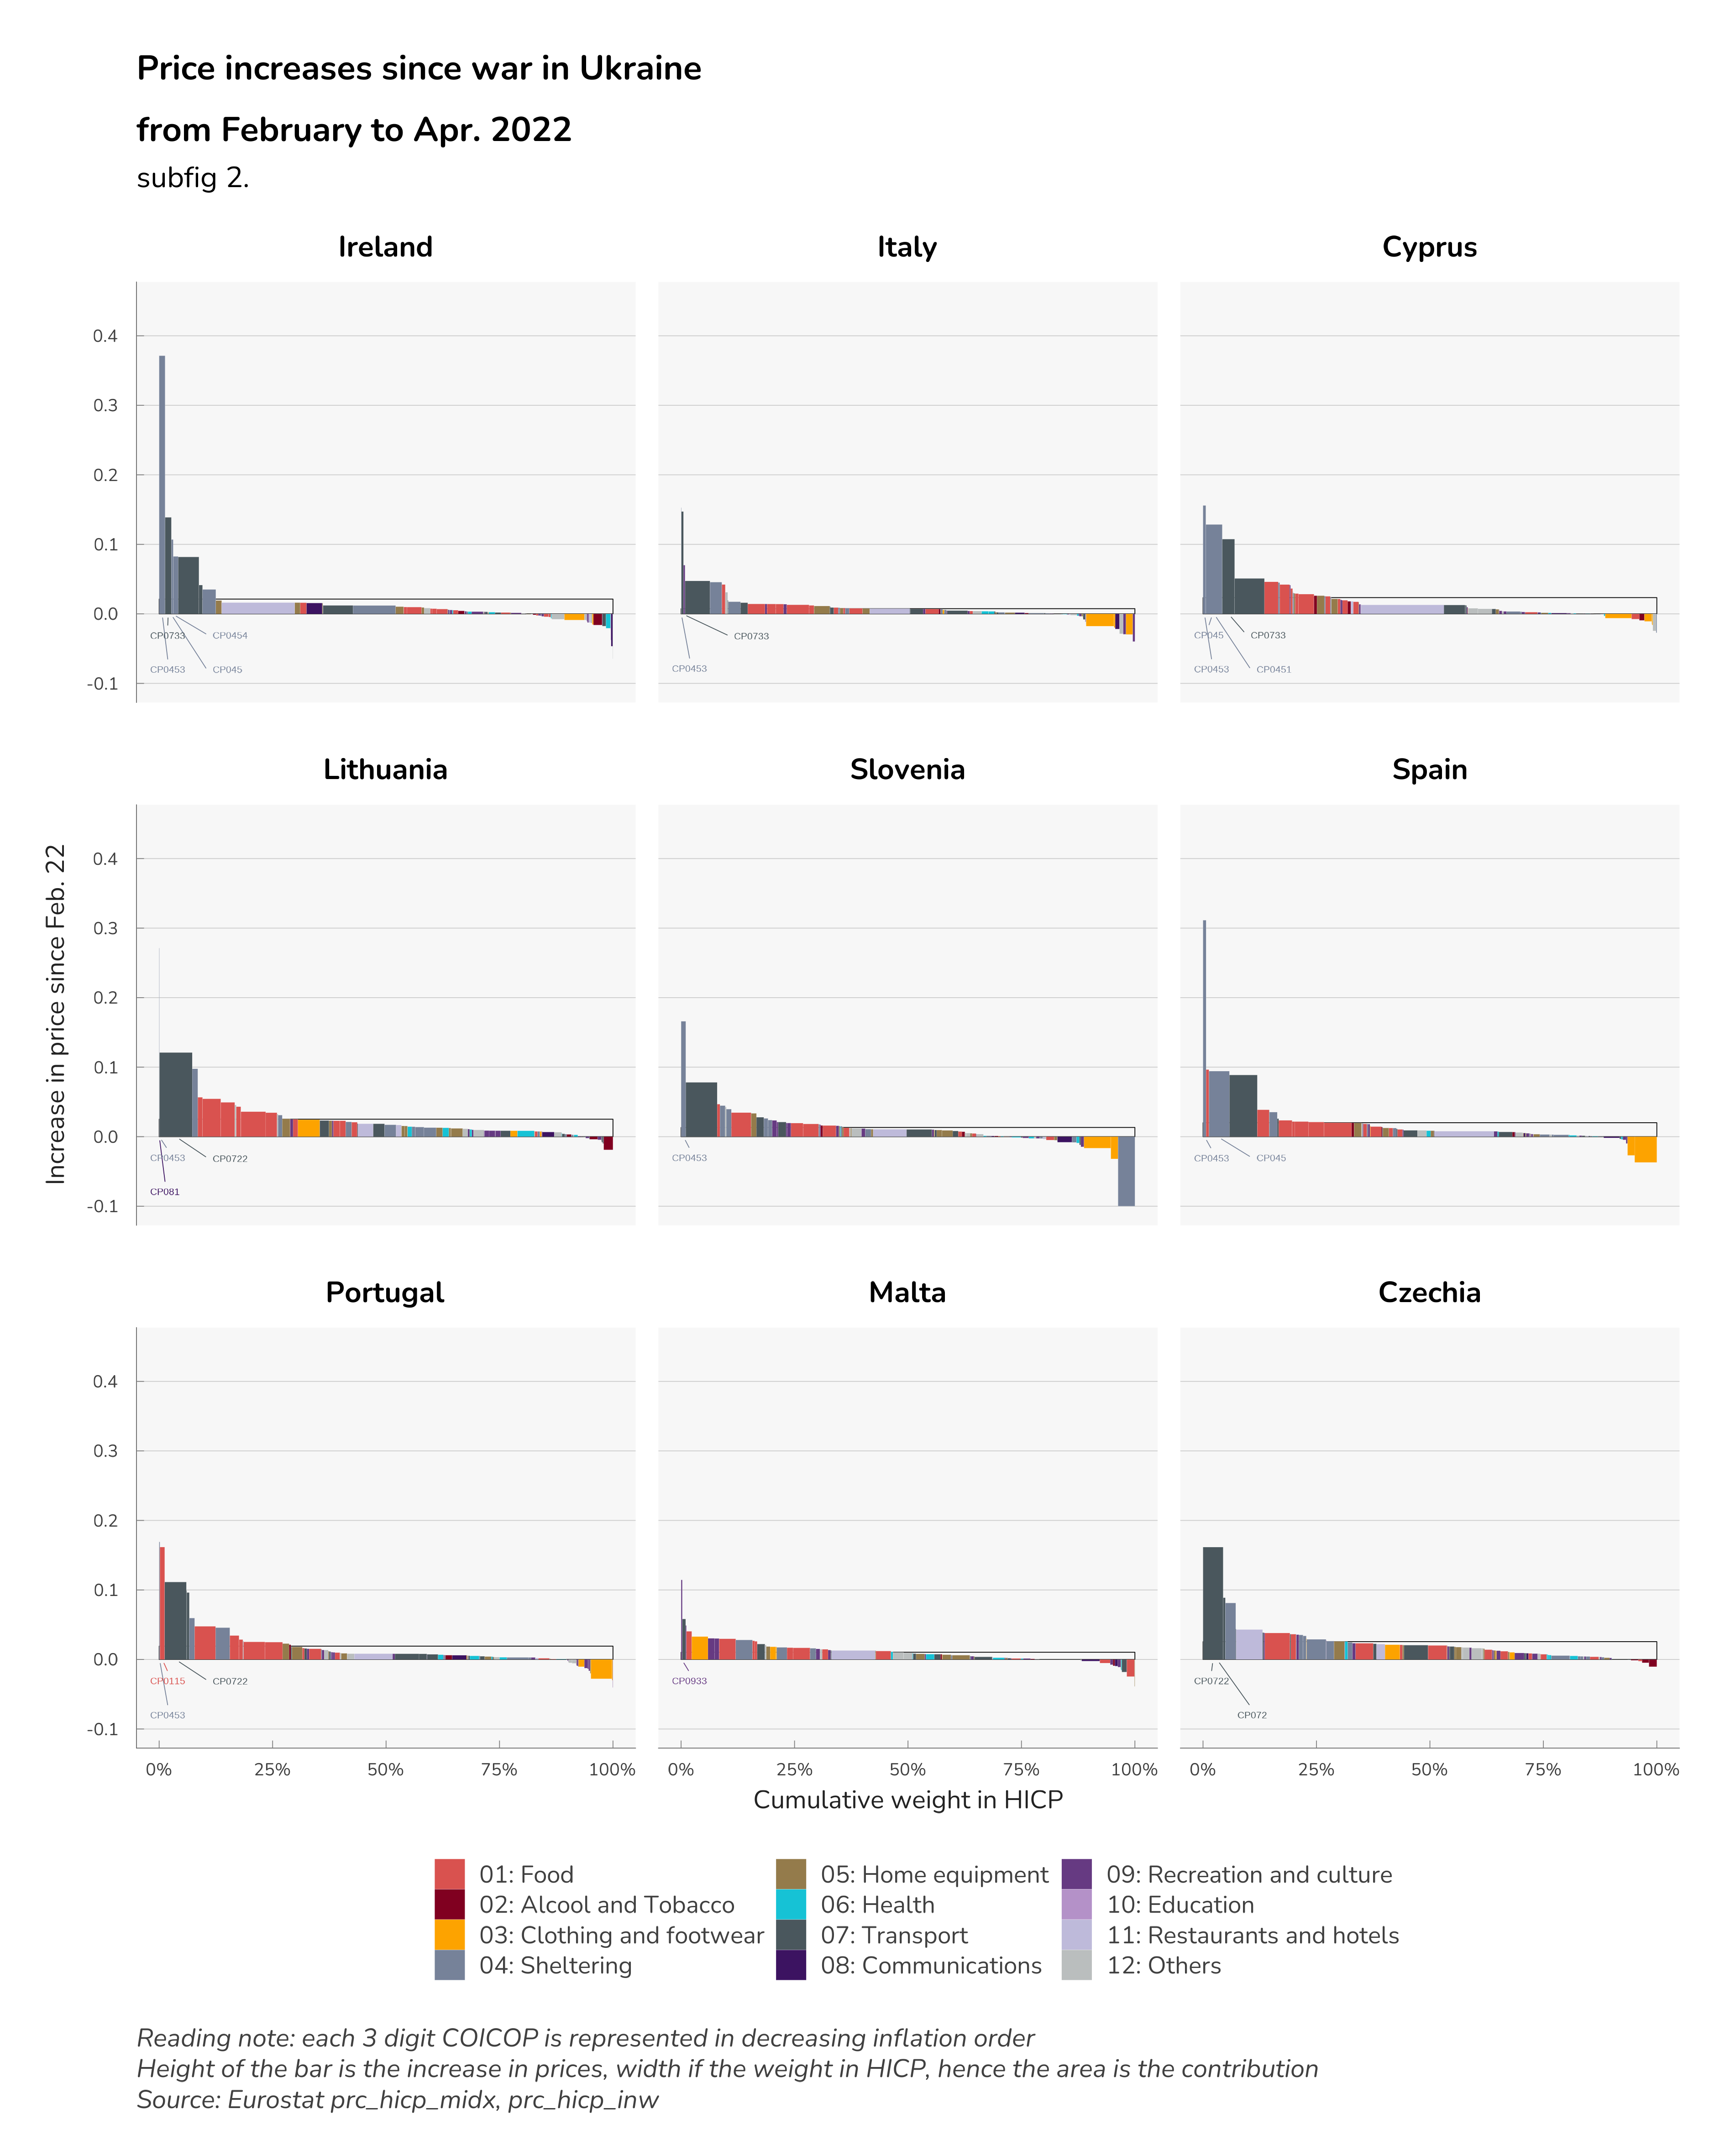 Price increases since war in Ukraine
from February to Apr. 2022
subfig 2.
Ireland
Italy
Cyprus
0.4
0.3
0.2
0.1
0.0
-0.1
CP0733
CP0454
CP0453
CP045
CP0733
CP0453
CP045
CP0733
CP0453
CP0451
Lithuania
Slovenia
Spain
Increase in price since Feb. 22
0.4
0.3
0.2
0.1
0.0
-0.1
CP0453
CP0722
CP081
CP0453
CP0453
CP045
Portugal
Malta
Czechia
0.4
0.3
0.2
0.1
0.0
-0.1
CP0115
CP0722
CP0453
CP0933
CP0722
CP072
0% 25% 50% 75% 100%
0% 25% 50% 75% 100%
0% 25% 50% 75% 100%
Cumulative weight in HICP
01: Food
02: Alcool and Tobacco
03: Clothing and footwear
04: Sheltering
05: Home equipment
06: Health
07: Transport
08: Communications
09: Recreation and culture
10: Education
11: Restaurants and hotels
12: Others
Reading note: each 3 digit COICOP is represented in decreasing inflation order
Height of the bar is the increase in prices, width if the weight in HICP, hence the area is the contribution
Source: Eurostat prc_hicp_midx, prc_hicp_inw